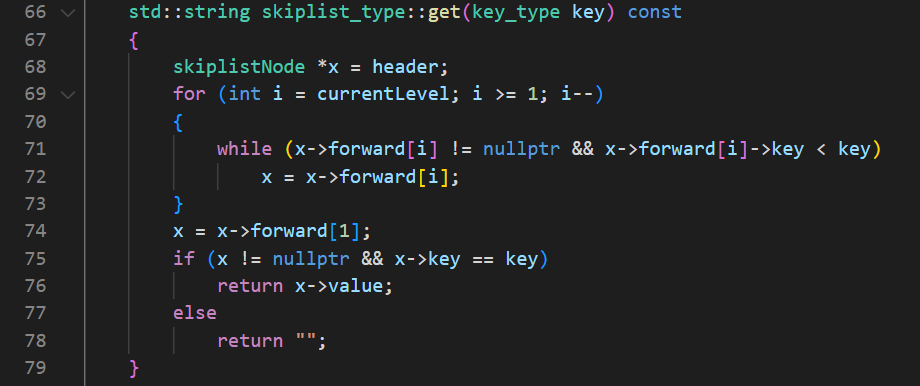 66 std::string skiplist_type::get(key_type key) const
67 {
68     skiplistNode *x = header;
69     for (int i = currentLevel; i >= 1; i--)
70     {
71         while (x->forward[i] != nullptr && x->forward[i]->key < key)
72             x = x->forward[i];
73     }
74     x = x->forward[1];
75     if (x != nullptr && x->key == key)
76         return x->value;
77     else
78         return "";
79 }